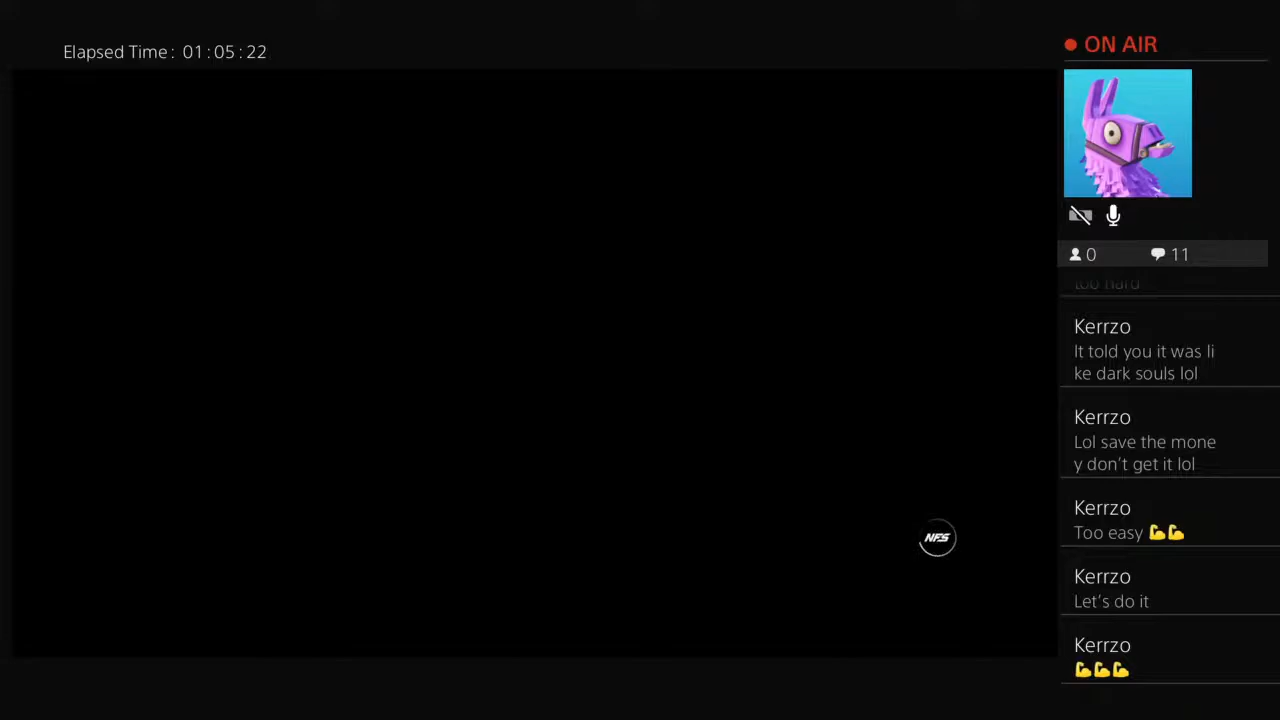 Elapsed Time: 01:05:22
ON AIR
0 11
too hard
Kerrzo
It told you it was li
ke dark souls lol
Kerrzo
Lol save the mone
y don't get it lol
Kerrzo
Too easy 💪💪
Kerrzo
Let's do it
Kerrzo
💪💪💪
NFS